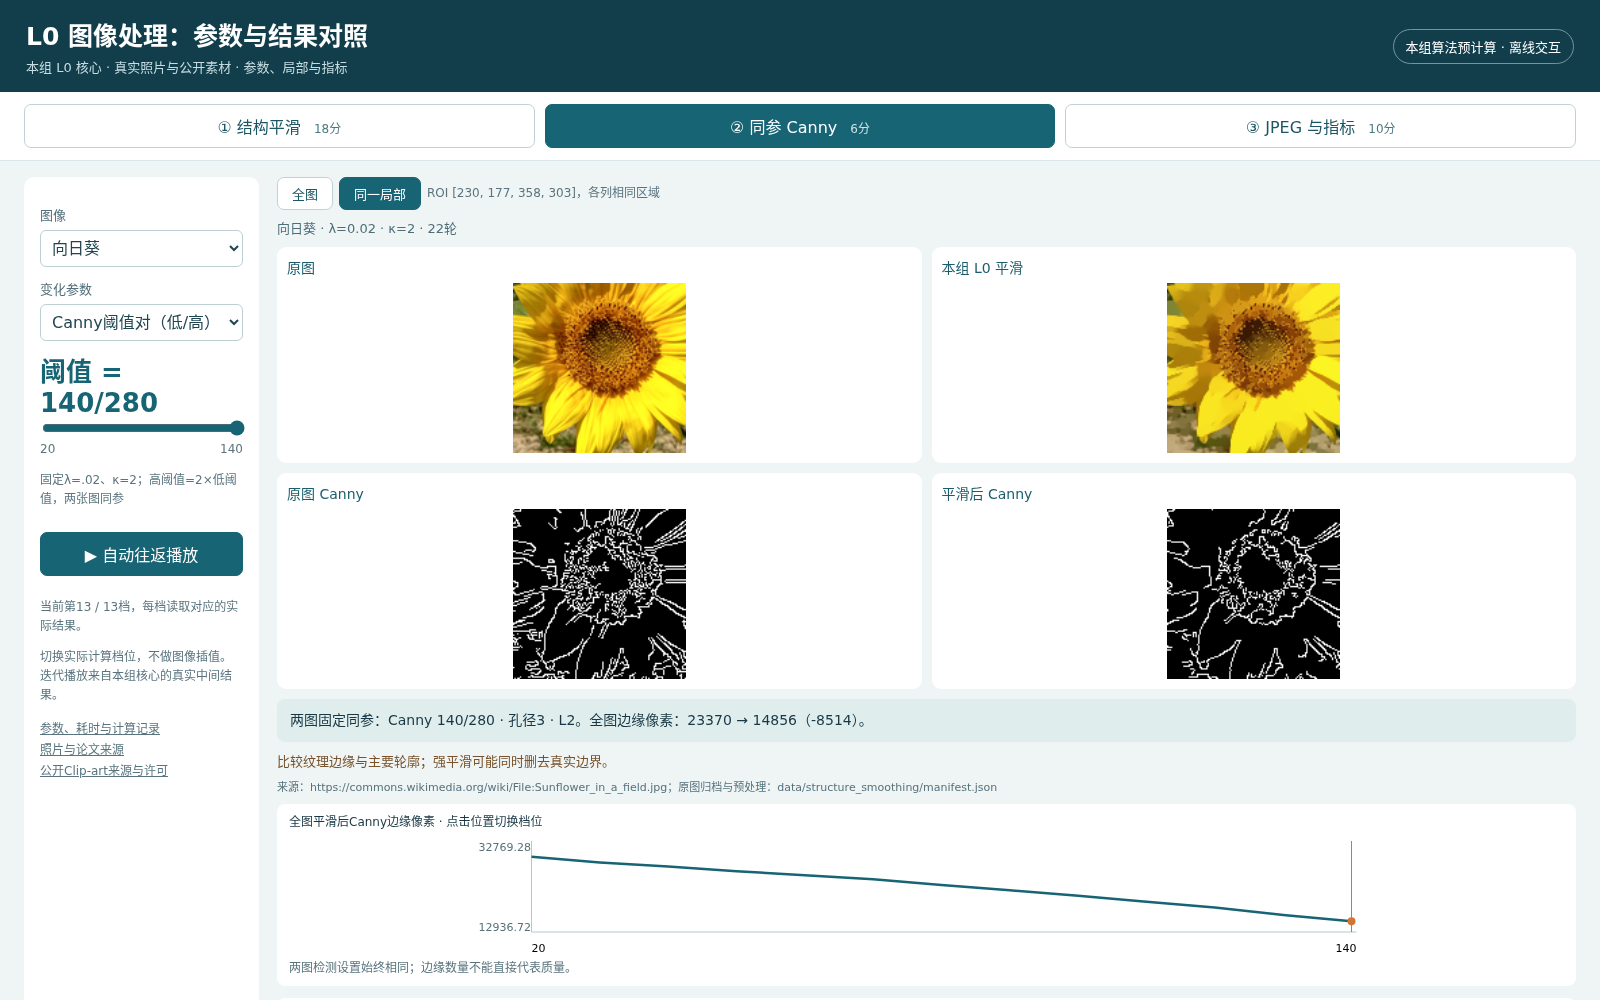 L0 图像处理：参数与结果对照
本组 L0 核心 · 真实照片与公开素材 · 参数、局部与指标
本组算法预计算 · 离线交互
① 结构平滑 18分
② 同参 Canny 6分
③ JPEG 与指标 10分
图像
向日葵
变化参数
Canny阈值对（低/高）
阈值 =
140/280
20 140
固定λ=.02、κ=2；高阈值=2×低阈
值，两张图同参
▶ 自动往返播放
当前第13 / 13档，每档读取对应的实
际结果。
切换实际计算档位，不做图像插值。
迭代播放来自本组核心的真实中间结
果。
参数、耗时与计算记录
照片与论文来源
公开Clip-art来源与许可
全图 同一局部 ROI [230, 177, 358, 303]，各列相同区域
向日葵 · λ=0.02 · κ=2 · 22轮
原图
本组 L0 平滑
原图 Canny
平滑后 Canny
两图固定同参：Canny 140/280 · 孔径3 · L2。全图边缘像素：23370 → 14856（-8514）。
比较纹理边缘与主要轮廓；强平滑可能同时删去真实边界。
来源：https://commons.wikimedia.org/wiki/File:Sunflower_in_a_field.jpg；原图归档与预处理：data/structure_smoothing/manifest.json
全图平滑后Canny边缘像素 · 点击位置切换档位
32769.28
12936.72
20 140
两图检测设置始终相同；边缘数量不能直接代表质量。